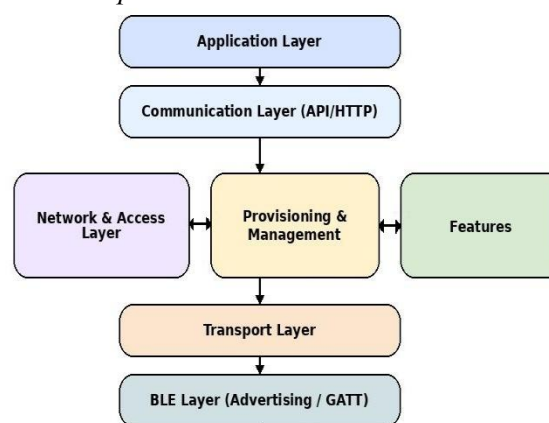 Application Layer
Communication Layer (API/HTTP)
Network & Access
Layer
Provisioning &
Management
Features
Transport Layer
BLE Layer (Advertising / GATT)